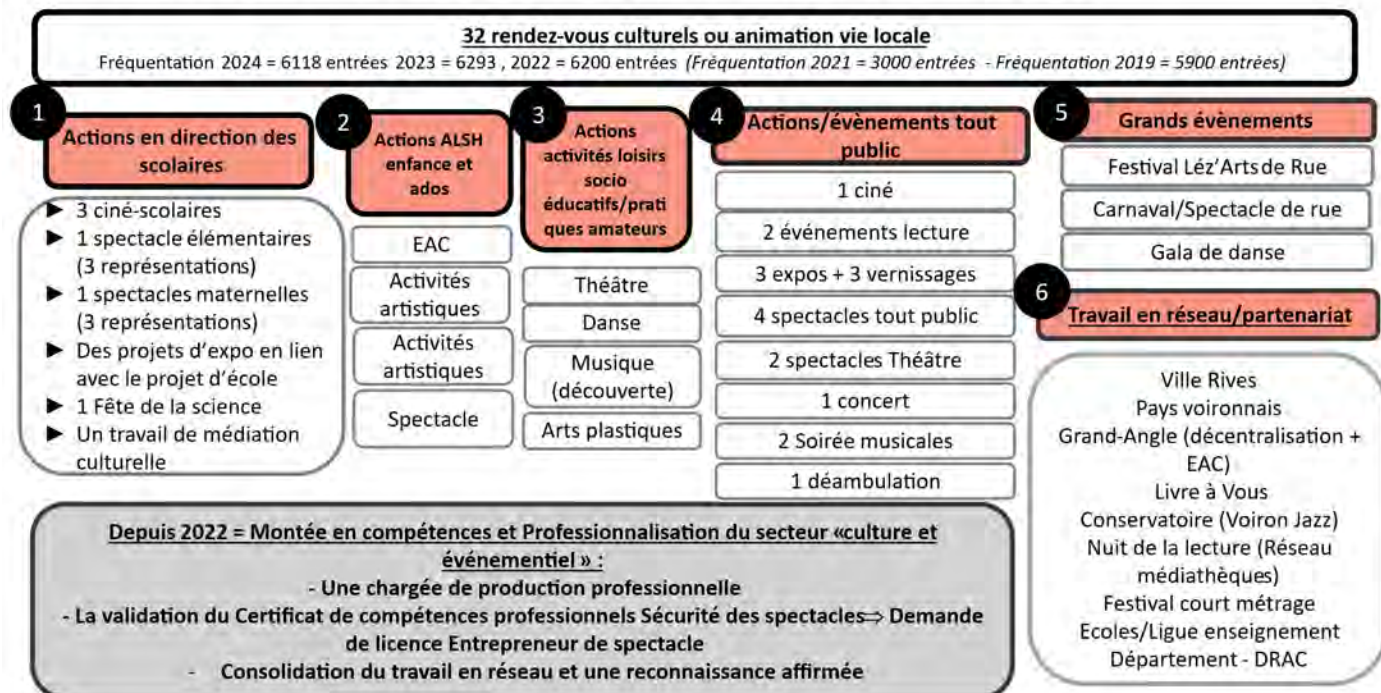 32 rendez-vous culturels ou animation vie locale
Fréquentation 2024 = 6118 entrées 2023 = 6293 , 2022 = 6200 entrées (Fréquentation 2021 = 3000 entrées - Fréquentation 2019 = 5900 entrées)
1
Actions en direction des
scolaires
► 3 ciné-scolaires
► 1 spectacle élémentaires
(3 représentations)
► 1 spectacles maternelles
(3 représentations)
► Des projets d'expo en lien
avec le projet d'école
► 1 Fête de la science
► Un travail de médiation
culturelle
2
Actions ALSH
enfance et
ados
EAC
Activités
artistiques
Activités
artistiques
Spectacle
3
Actions
activités loisirs
socio
éducatifs/prati
ques amateurs
Théâtre
Danse
Musique
(découverte)
Arts plastiques
4
Actions/évènements tout
public
1 ciné
2 événements lecture
3 expos + 3 vernissages
4 spectacles tout public
2 spectacles Théâtre
1 concert
2 Soirée musicales
1 déambulation
5
Grands évènements
Festival Léz'Arts de Rue
Carnaval/Spectacle de rue
Gala de danse
6
Travail en réseau/partenariat
Ville Rives
Pays voironnais
Grand-Angle (décentralisation +
EAC)
Livre à Vous
Conservatoire (Voiron Jazz)
Nuit de la lecture (Réseau
médiathèques)
Festival court métrage
Ecoles/Ligue enseignement
Département - DRAC
Depuis 2022 = Montée en compétences et Professionnalisation du secteur «culture et
événementiel » :
- Une chargée de production professionnelle
- La validation du Certificat de compétences professionnels Sécurité des spectacles⇒ Demande
de licence Entrepreneur de spectacle
- Consolidation du travail en réseau et une reconnaissance affirmée